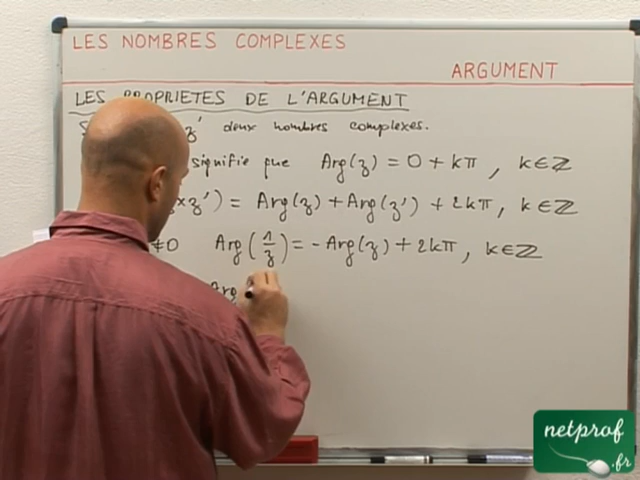 LES NOMBRES COMPLEXES
ARGUMENT
LES PROPRIETES DE L'ARGUMENT
z' deux nombres complexes.
signifie que Arg(z) = 0 + kπ , k∈ℤ
×z') = Arg(z) + Arg(z') + 2kπ , k∈ℤ
≠0 Arg(1/z) = -Arg(z) + 2kπ , k∈ℤ
Arg
netprof
.fr